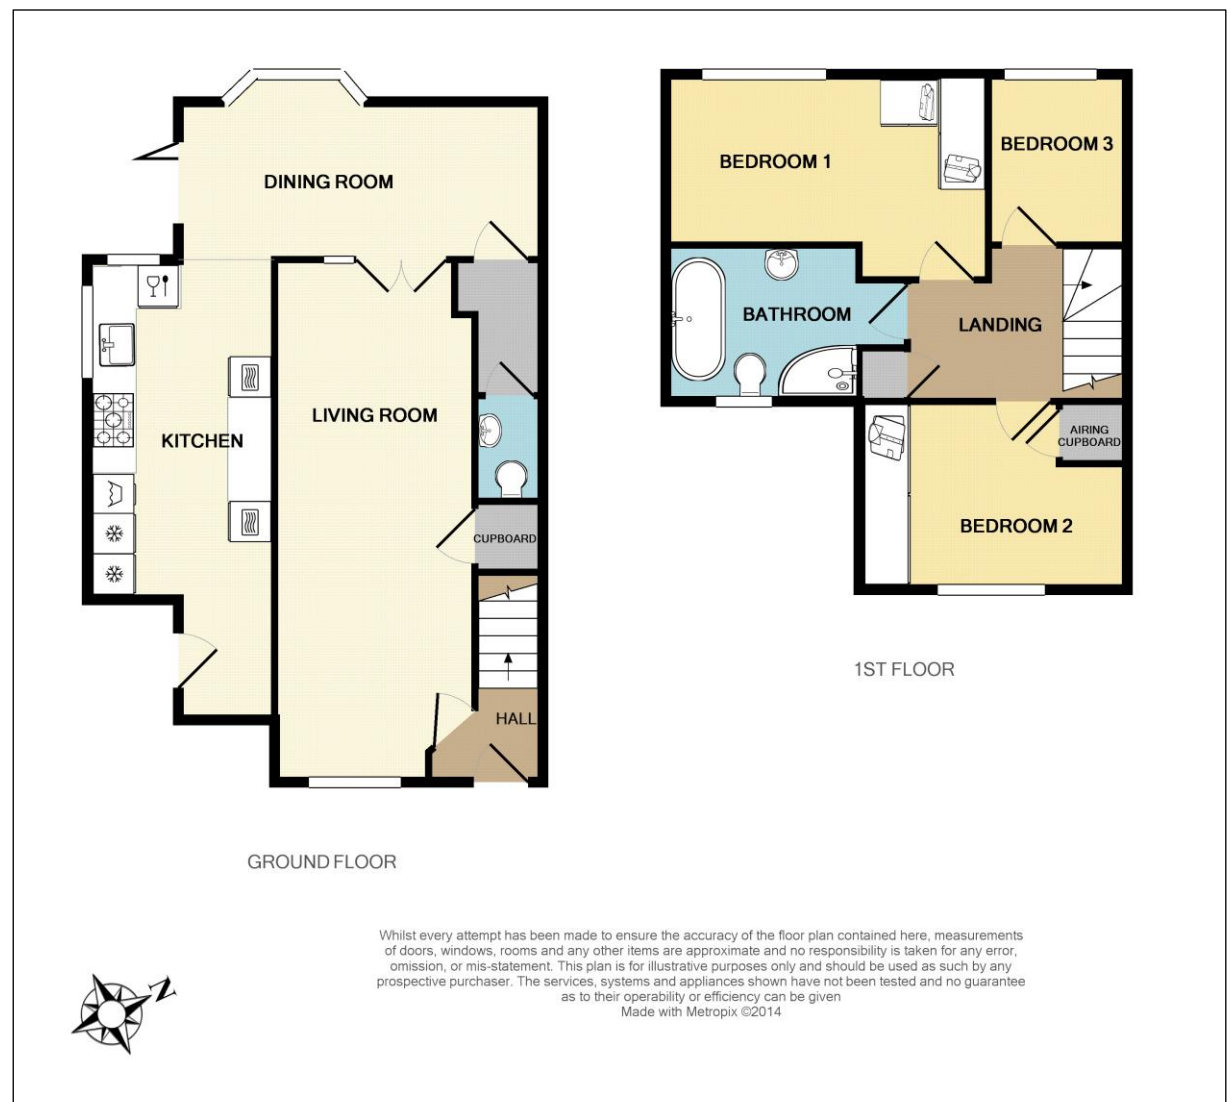 DINING ROOM
KITCHEN
LIVING ROOM
CUPBOARD
HALL
GROUND FLOOR
BEDROOM 1
BEDROOM 3
BATHROOM
LANDING
AIRING
CUPBOARD
BEDROOM 2
1ST FLOOR
Whilst every attempt has been made to ensure the accuracy of the floor plan contained here, measurements
of doors, windows, rooms and any other items are approximate and no responsibility is taken for any error,
omission, or mis-statement. This plan is for illustrative purposes only and should be used as such by any
prospective purchaser. The services, systems and appliances shown have not been tested and no guarantee
as to their operability or efficiency can be given
Made with Metropix ©2014
N